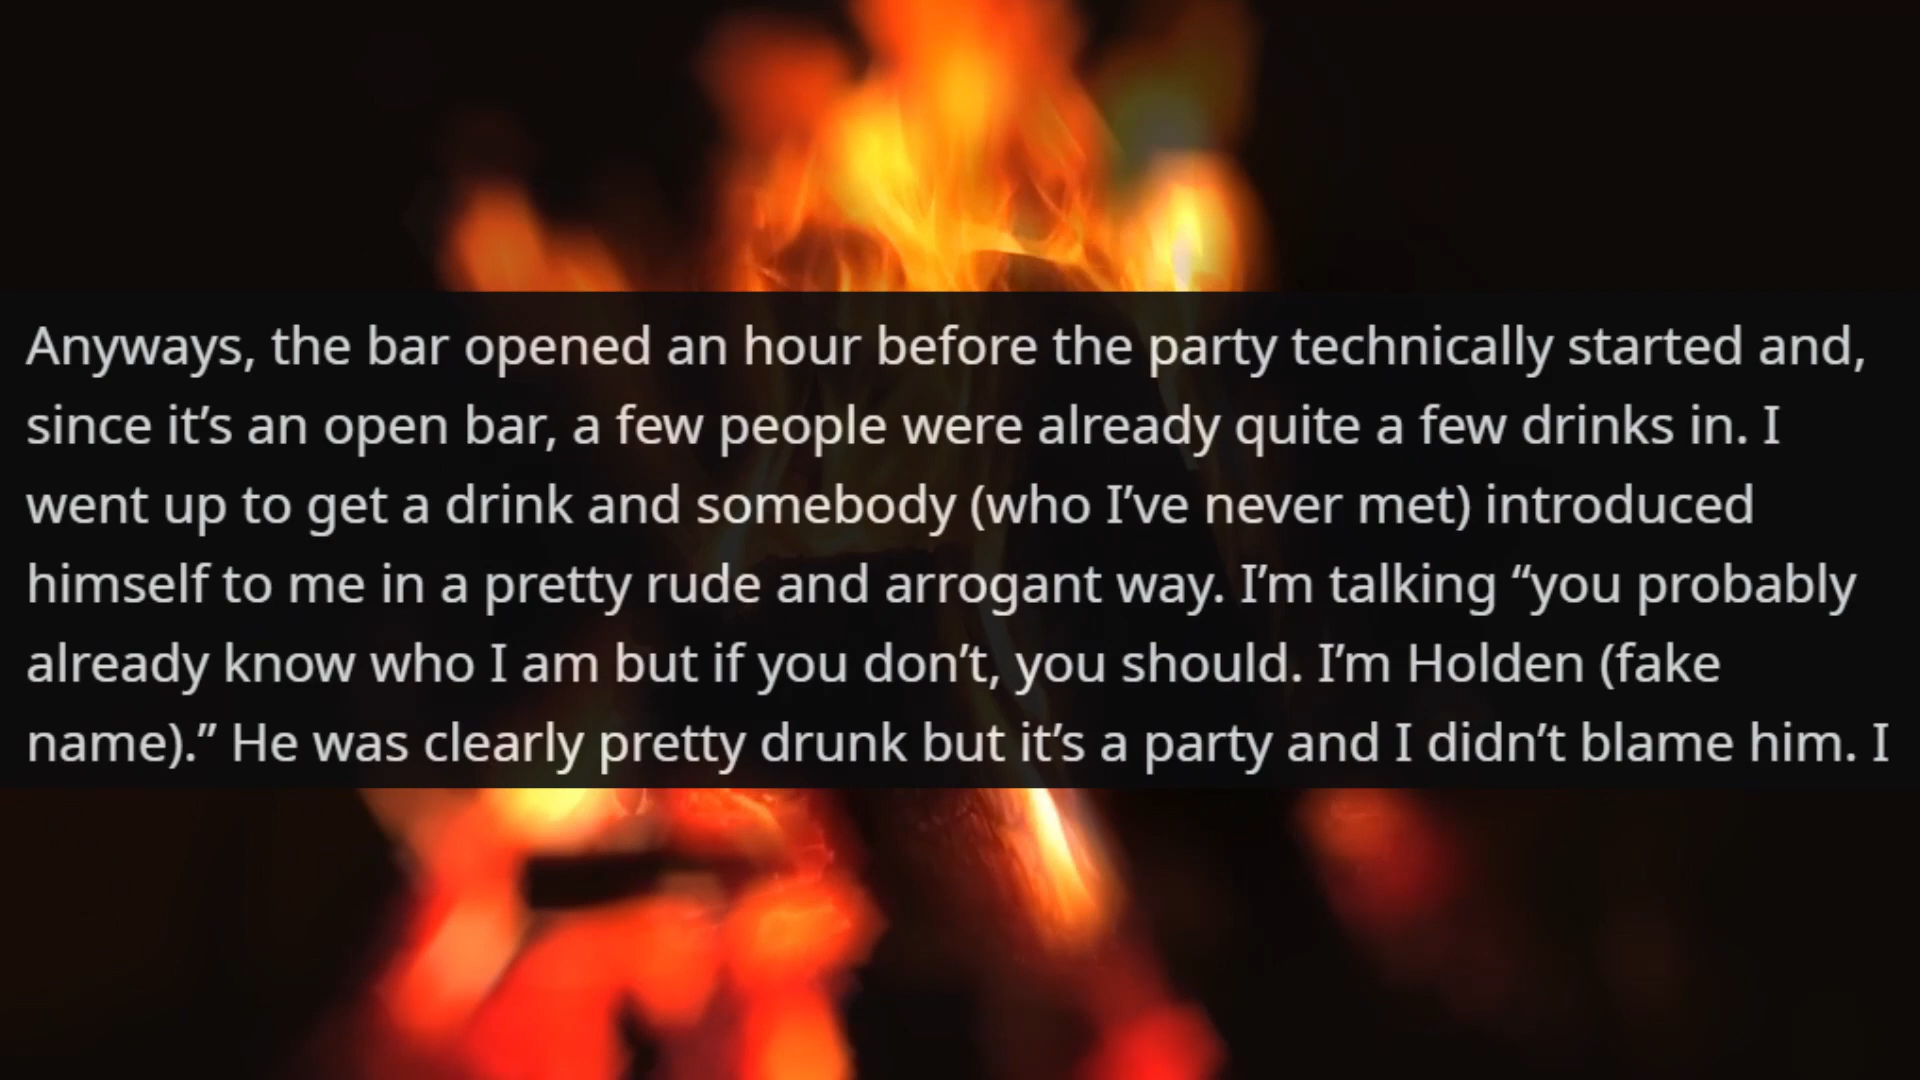 Anyways, the bar opened an hour before the party technically started and,
since it’s an open bar, a few people were already quite a few drinks in. I
went up to get a drink and somebody (who I’ve never met) introduced
himself to me in a pretty rude and arrogant way. I’m talking “you probably
already know who I am but if you don’t, you should. I’m Holden (fake
name).” He was clearly pretty drunk but it’s a party and I didn’t blame him. I